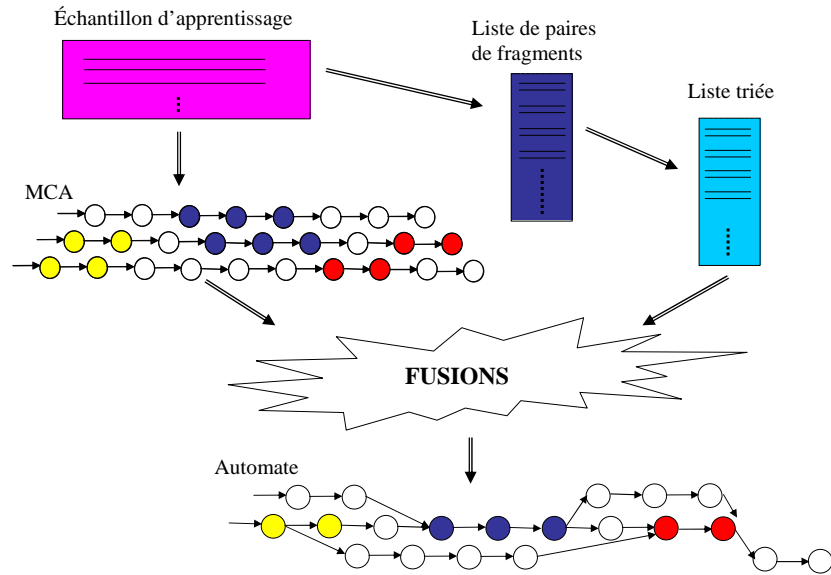 Échantillon d'apprentissage
Liste de paires
de fragments
Liste triée
MCA
FUSIONS
Automate